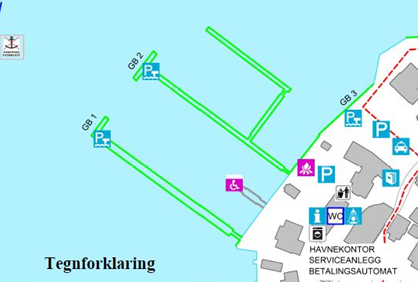 GB 2
GB 3
GB 1
P
P
P
P
P
WC
HAVNEKONTOR
SERVICEANLEGG
BETALINGSAUTOMAT
Tegnforklaring